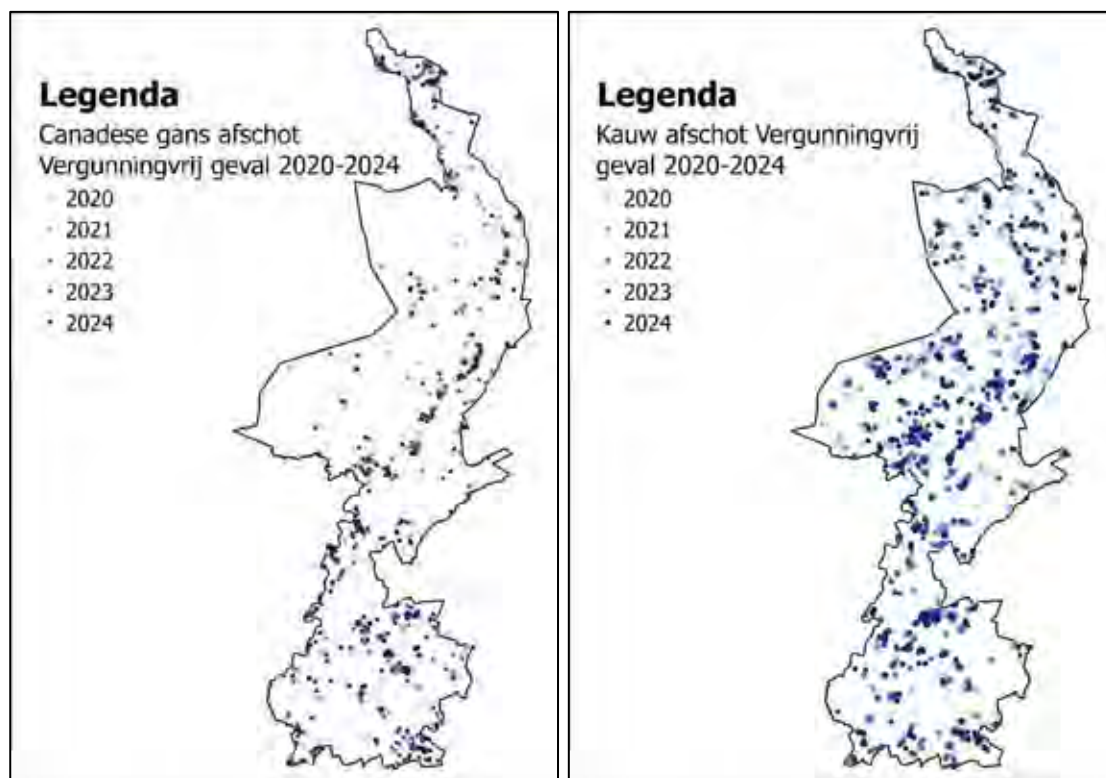 Legenda
Canadese gans afschot
Vergunningvrij geval 2020-2024
2020
2021
2022
2023
2024
Legenda
Kauw afschot Vergunningvrij
geval 2020-2024
2020
2021
2022
2023
2024